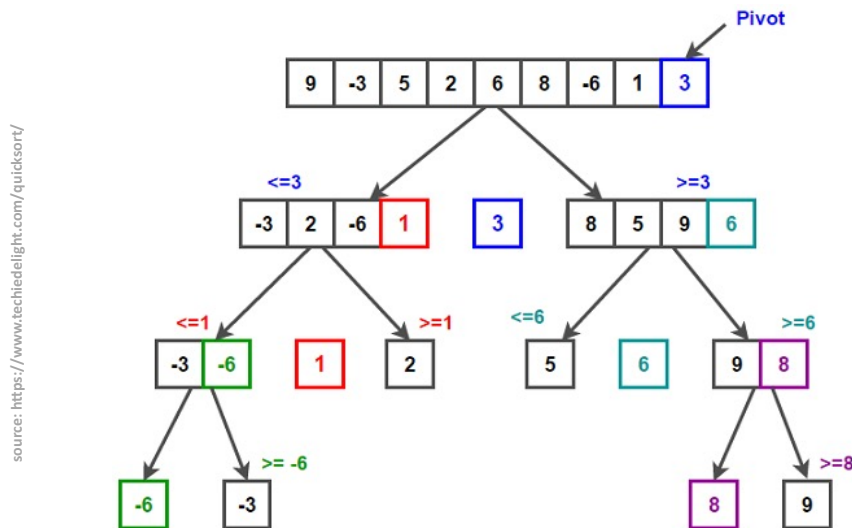 Pivot
9 -3 5 2 6 8 -6 1 3
<=3 >=3
-3 2 -6 1 3 8 5 9 6
<=1 >=1 <=6 >=6
-3 -6 1 2 5 6 9 8
>= -6 >=8
-6 -3 8 9
source: https://www.techiedelight.com/quicksort/